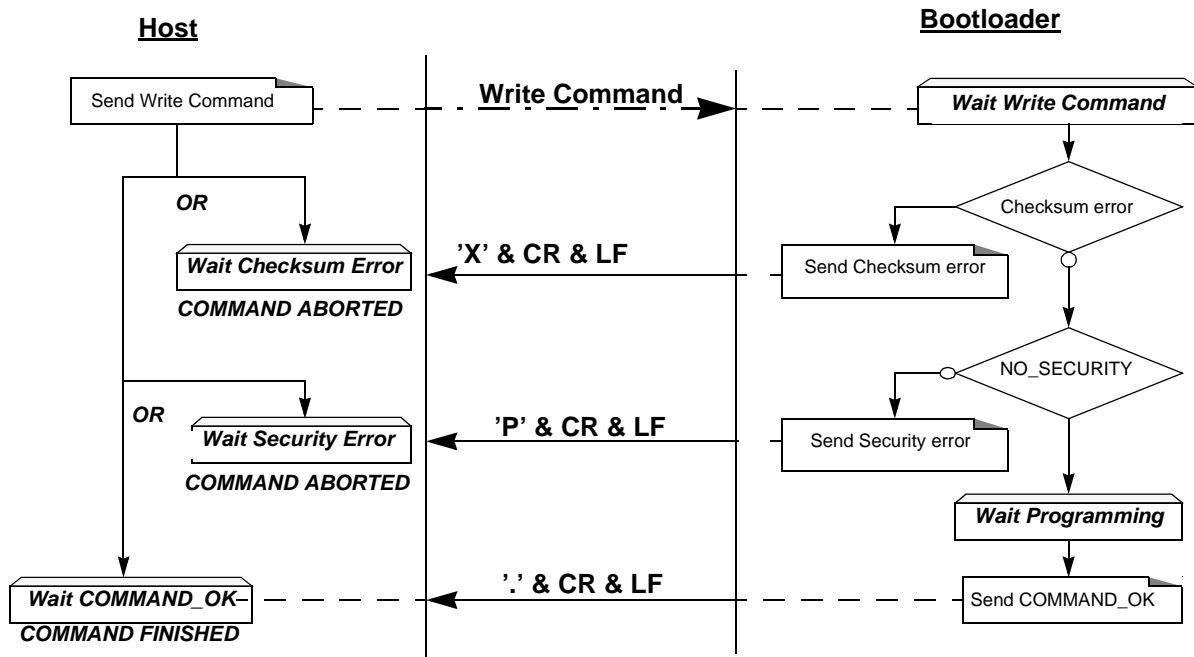 Host
Bootloader
Send Write Command
Write Command
Wait Write Command
OR
Checksum error
Wait Checksum Error
'X' & CR & LF
Send Checksum error
COMMAND ABORTED
NO_SECURITY
OR
Wait Security Error
'P' & CR & LF
Send Security error
COMMAND ABORTED
Wait Programming
Wait COMMAND_OK
'.' & CR & LF
Send COMMAND_OK
COMMAND FINISHED